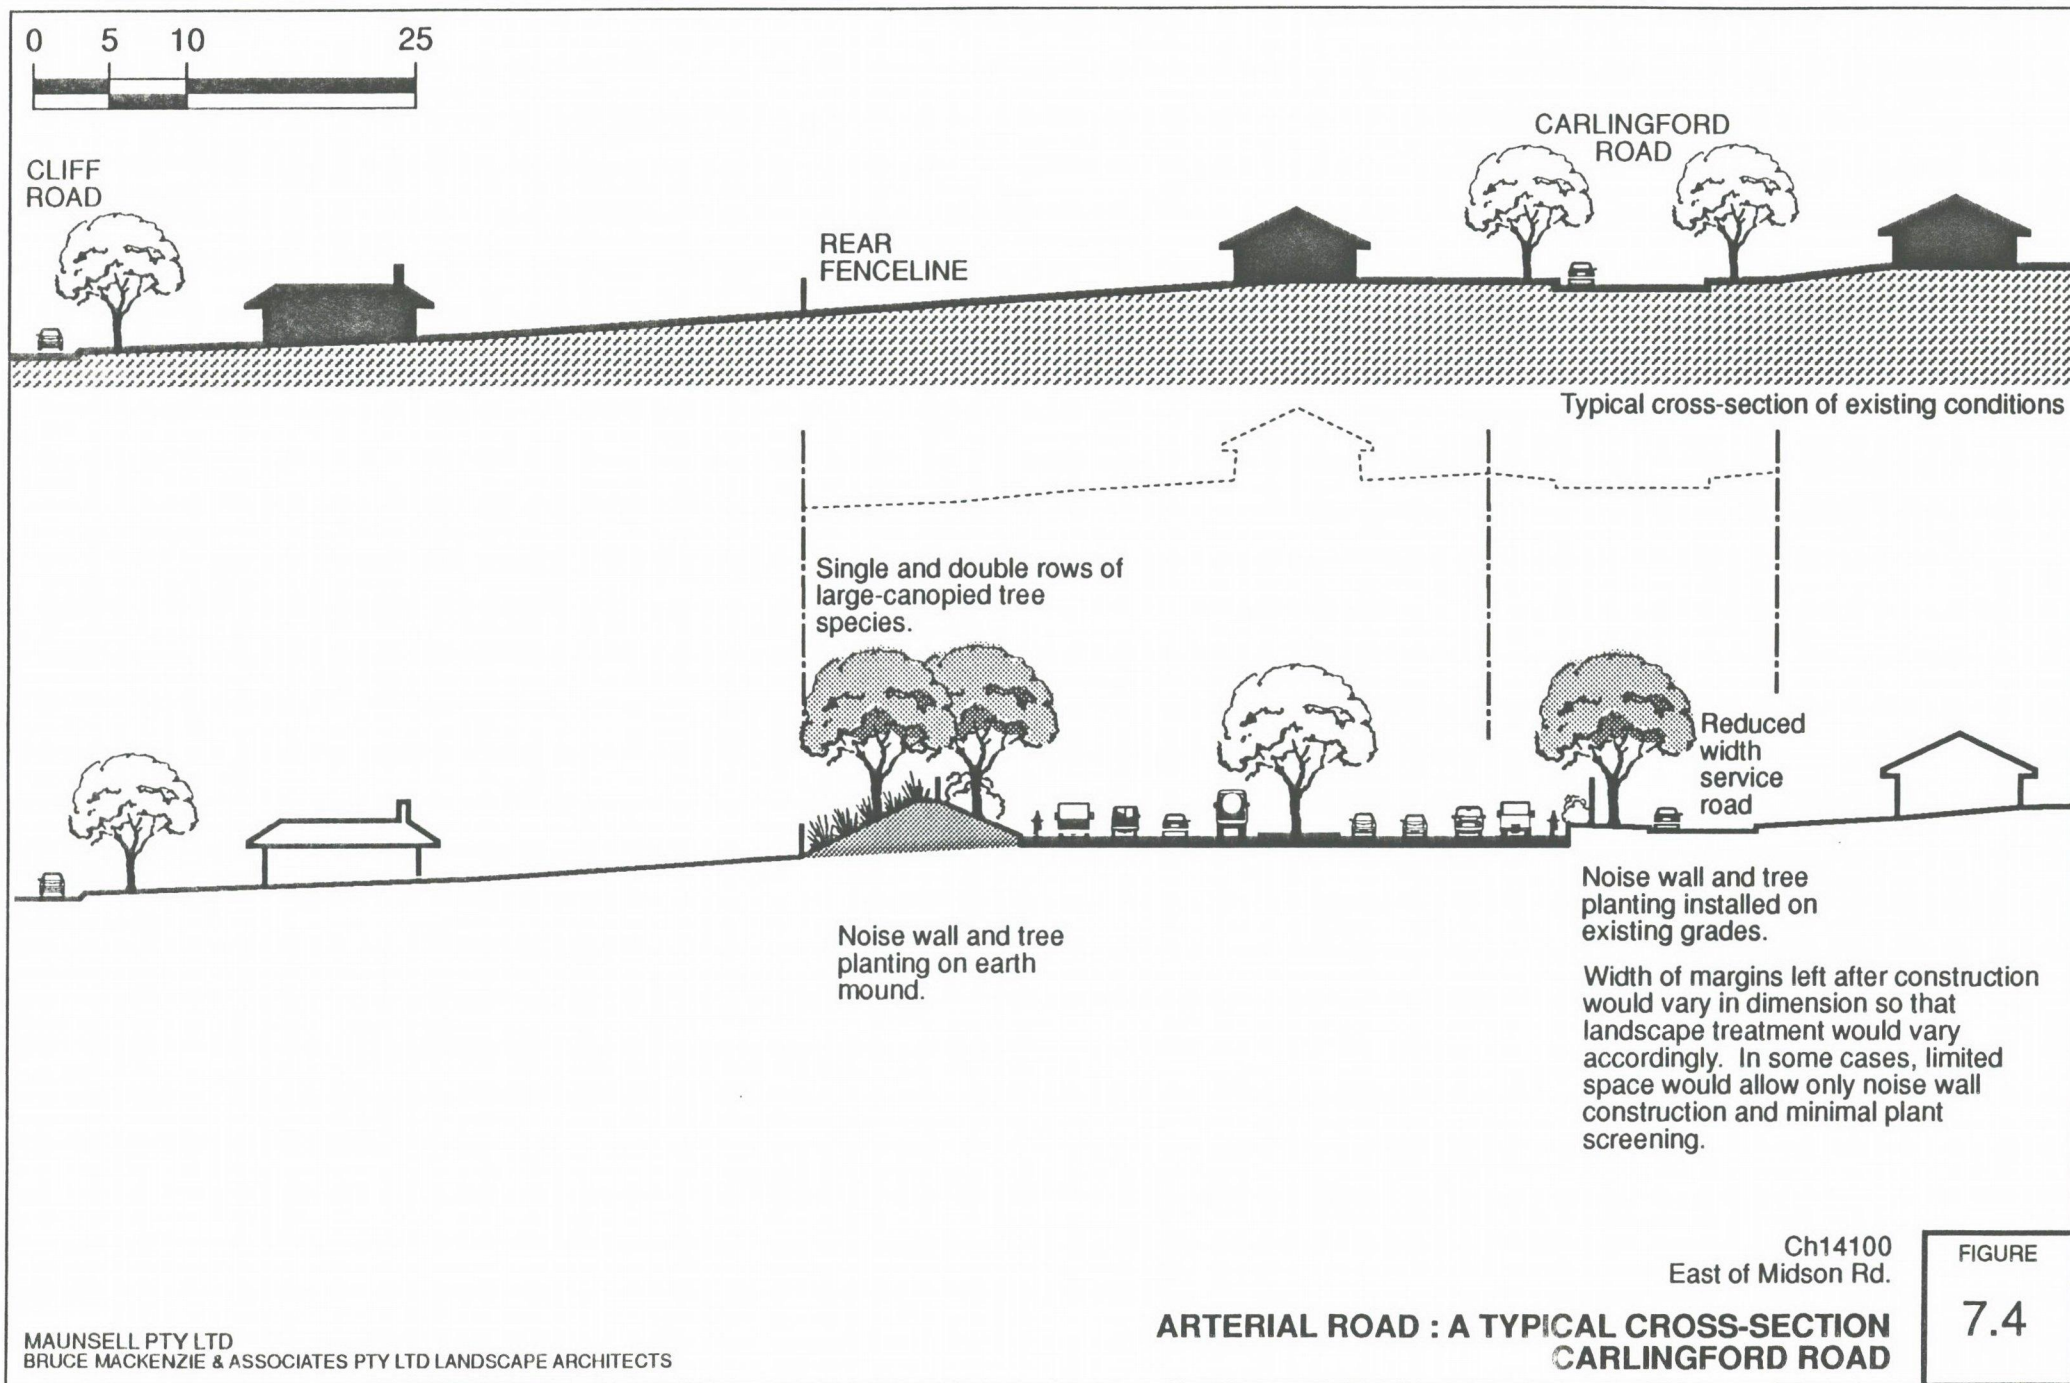 0 5 10 25
CARLINGFORD
ROAD
CLIFF
ROAD
REAR
FENCELINE
Typical cross-section of existing conditions
Single and double rows of
large-canopied tree
species.
Reduced
width
service
road
Noise wall and tree
planting on earth
mound.
Noise wall and tree
planting installed on
existing grades.
Width of margins left after construction
would vary in dimension so that
landscape treatment would vary
accordingly. In some cases, limited
space would allow only noise wall
construction and minimal plant
screening.
Ch14100
East of Midson Rd.
ARTERIAL ROAD : A TYPICAL CROSS-SECTION
CARLINGFORD ROAD
FIGURE
7.4
MAUNSELL PTY LTD
BRUCE MACKENZIE & ASSOCIATES PTY LTD LANDSCAPE ARCHITECTS